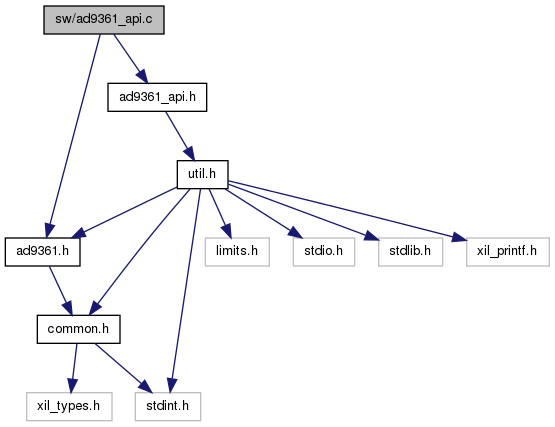 sw/ad9361_api.c
ad9361_api.h
util.h
ad9361.h
limits.h
stdio.h
stdlib.h
xil_printf.h
common.h
xil_types.h
stdint.h